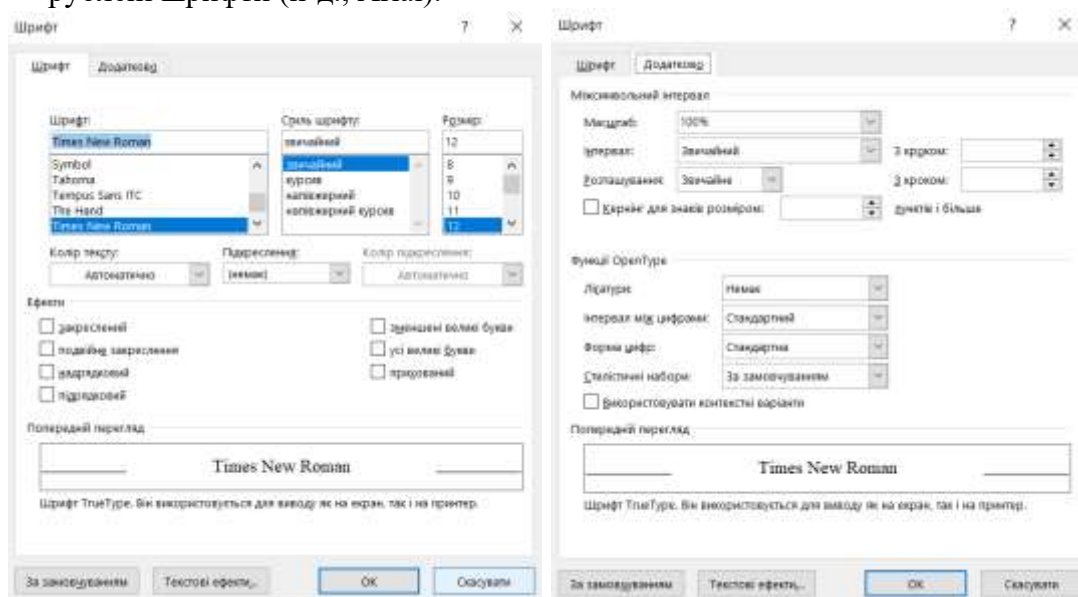 Шрифт ? ×
Шрифт Додатково
Шрифт: Стиль шрифту: Розмір:
Times New Roman звичайний 12
Symbol звичайний 8
Tahoma курсив 9
Tempus Sans ITC напівжирний 10
The Hand напівжирний курсив 11
Times New Roman 12
Колір тексту: Підкреслення: Колір підкреслення:
Автоматично (немає) Автоматично
Ефекти
закреслений зменшені великі букви
подвійне закреслення усі великі букви
надрядковий прихований
підрядковий
Попередній перегляд
Times New Roman
Шрифт TrueType. Він використовується для виводу як на екран, так і на принтер.
За замовчуванням Текстові ефекти... ОК Скасувати
Шрифт ? ×
Шрифт Додатково
Міжсимвольний інтервал
Масштаб: 100%
Інтервал: Звичайний З кроком:
Розташування: Звичайне З кроком:
Кернінг для знаків розміром: пунктів і більше
Функції OpenType
Лігатури: Немає
Інтервал між цифрами: Стандартний
Форма цифр: Стандартна
Стилістичні набори: За замовчуванням
Використовувати контекстні варіанти
Попередній перегляд
Times New Roman
Шрифт TrueType. Він використовується для виводу як на екран, так і на принтер.
За замовчуванням Текстові ефекти... ОК Скасувати